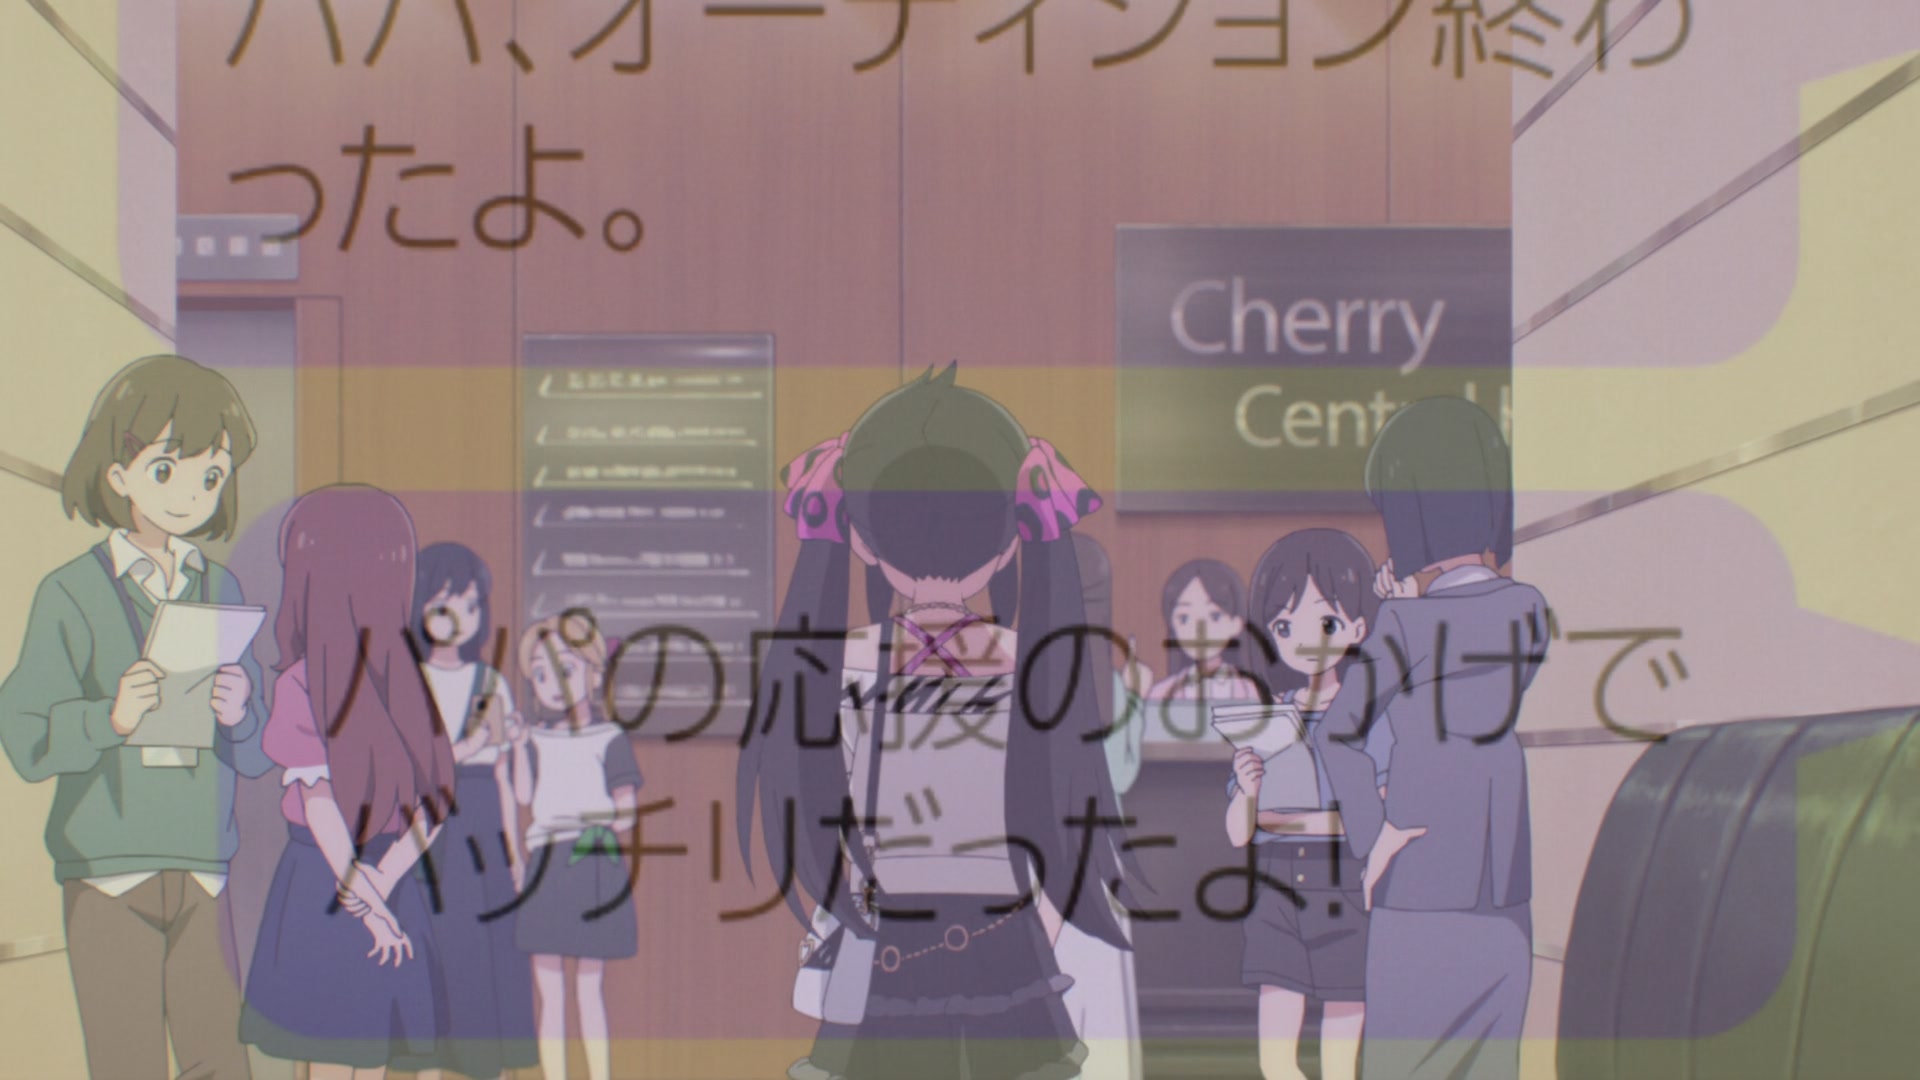 パパ、オーディション終わ
ったよ。
Cherry
Central
パパの応援のおかげで
バッチリだったよ!